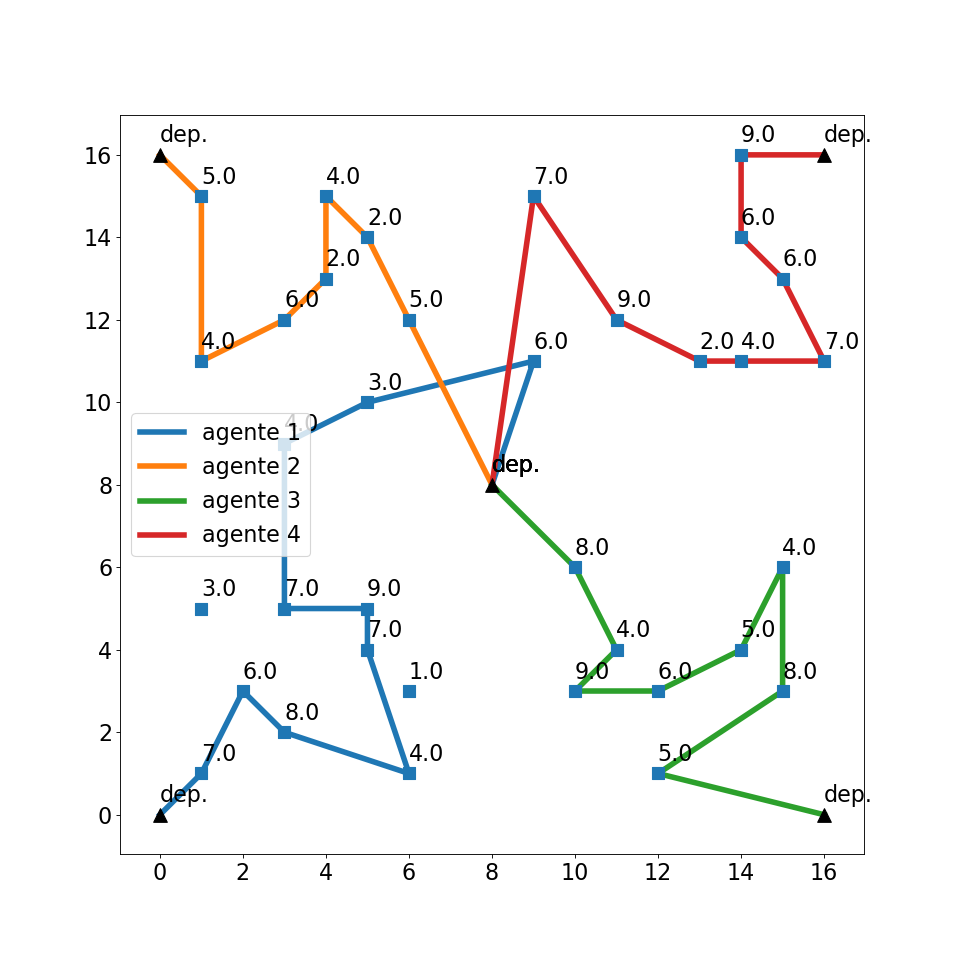 9.0 dep.
dep.
16
5.0 4.0 7.0
2.0 6.0
14
2.0 6.0
6.0 5.0 9.0
12
4.0 6.0 2.0 4.0 7.0
3.0
10
4.0
agente 1
agente 2
dep.
8
agente 3
agente 4
8.0 4.0
6
3.0 7.0 9.0
7.0 4.0 5.0
4
6.0 1.0 9.0 6.0 8.0
8.0
2
7.0 4.0 5.0
dep. dep.
0
0 2 4 6 8 10 12 14 16